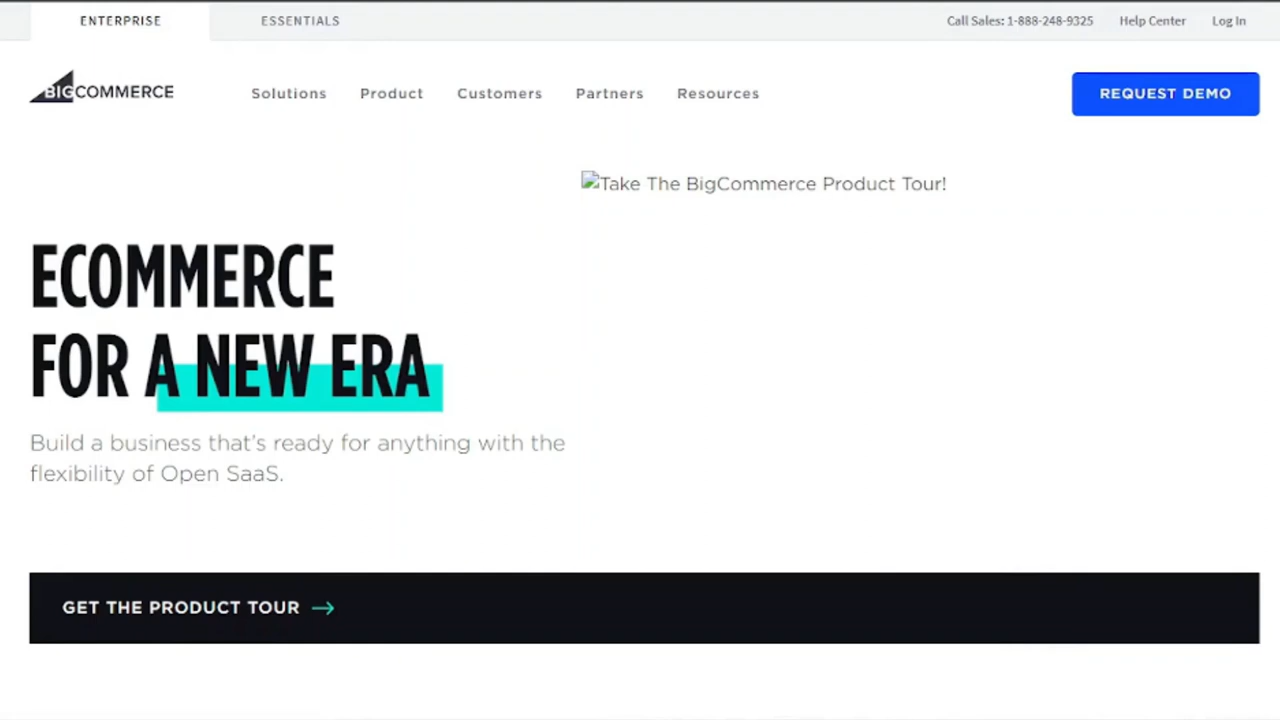 ENTERPRISE ESSENTIALS Call Sales: 1-888-248-9325 Help Center Log In
BIGCOMMERCE Solutions Product Customers Partners Resources REQUEST DEMO
Take The BigCommerce Product Tour!
ECOMMERCE
FOR A NEW ERA
Build a business that's ready for anything with the
flexibility of Open SaaS.
GET THE PRODUCT TOUR →